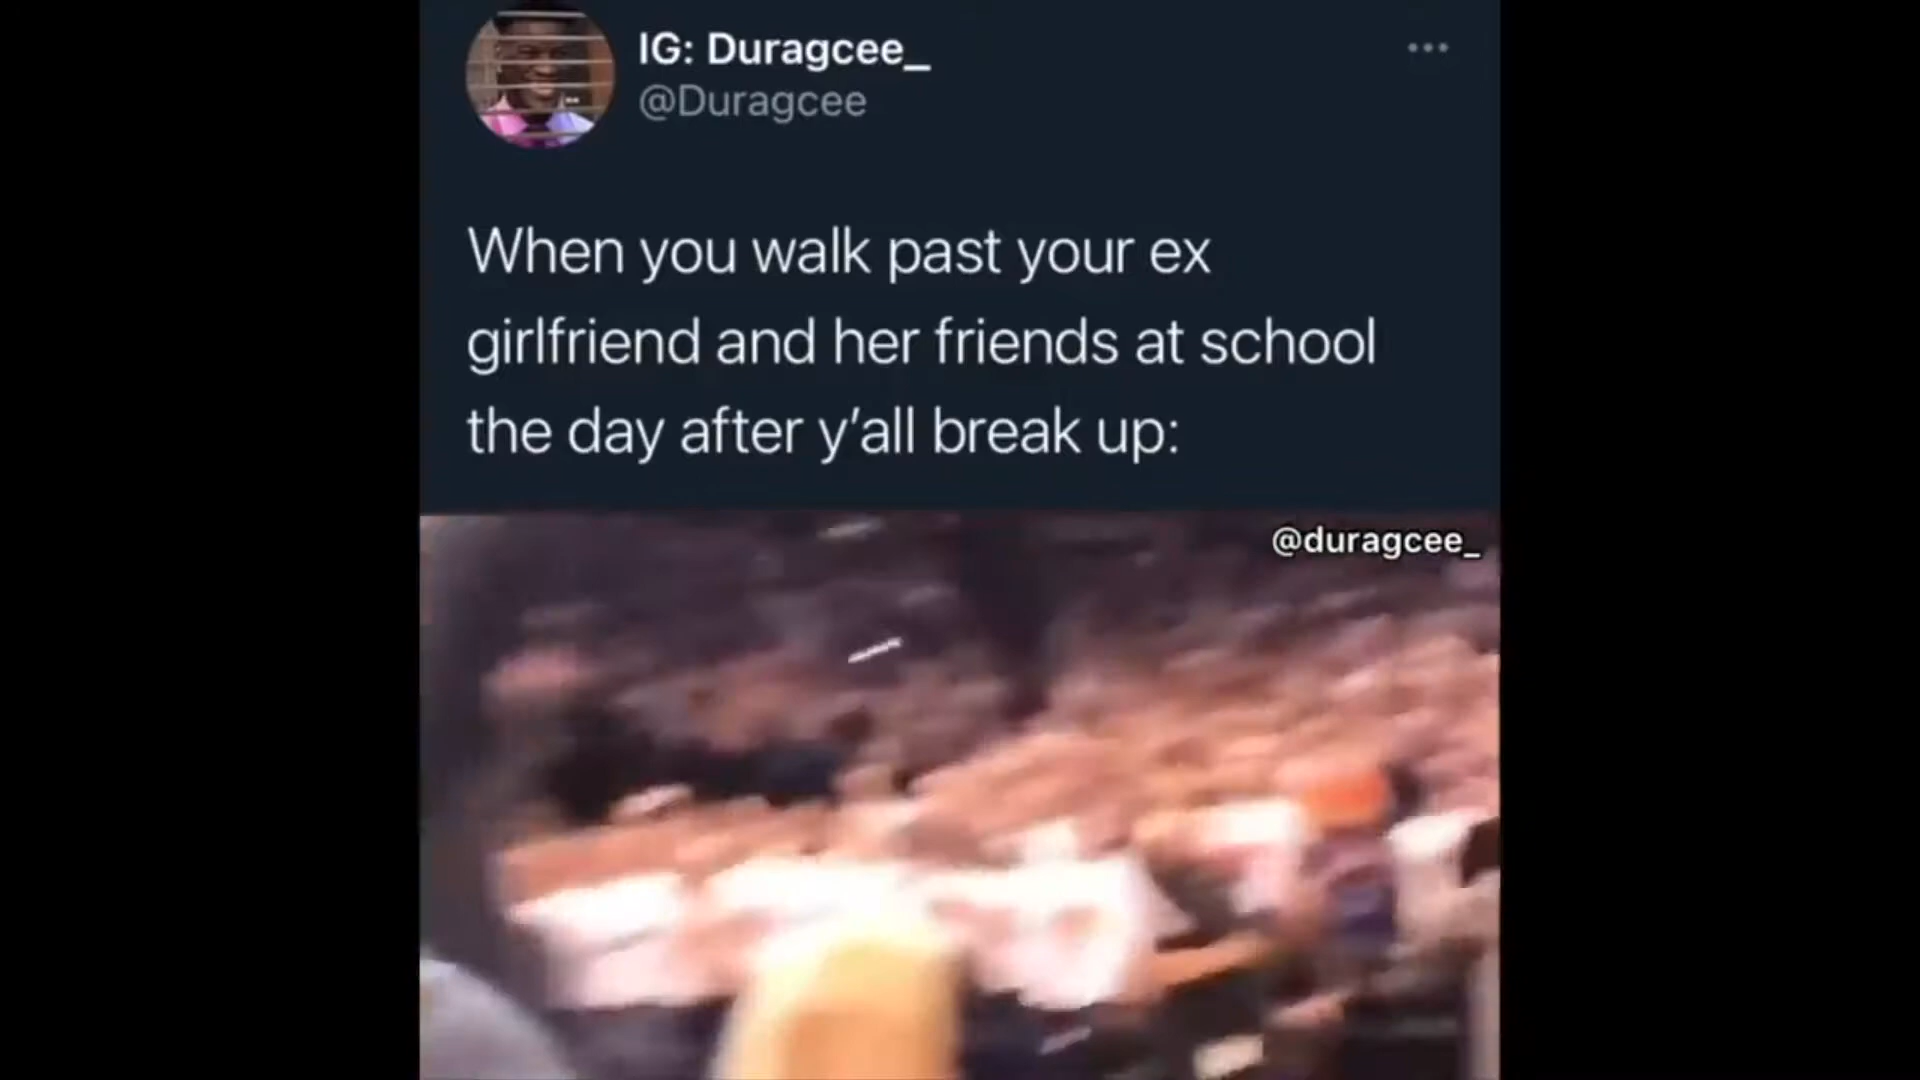 IG: Duragcee_
@Duragcee
When you walk past your ex
girlfriend and her friends at school
the day after y'all break up:
@duragcee_